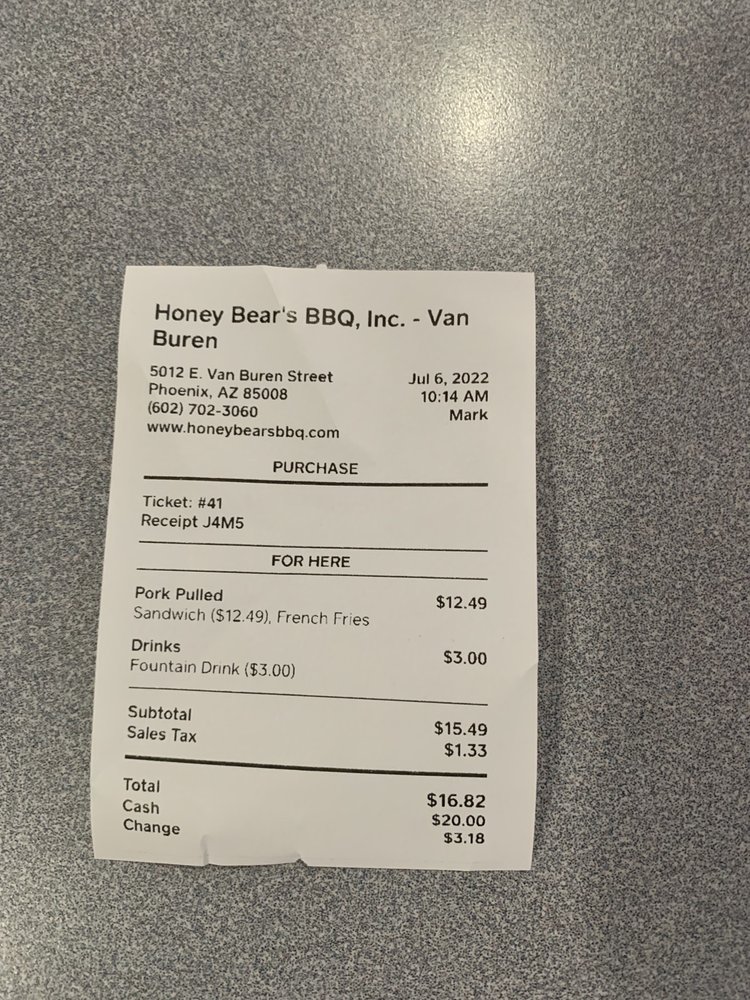 Honey Bear's BBQ, Inc. - Van
Buren
5012 E. Van Buren Street
Phoenix, AZ 85008
(602) 702-3060
www.honeybearsbbq.com
Jul 6, 2022
10:14 AM
Mark
PURCHASE
Ticket: #41
Receipt J4M5
FOR HERE
Pork Pulled $12.49
Sandwich ($12.49), French Fries
Drinks $3.00
Fountain Drink ($3.00)
Subtotal $15.49
Sales Tax $1.33
Total $16.82
Cash $20.00
Change $3.18